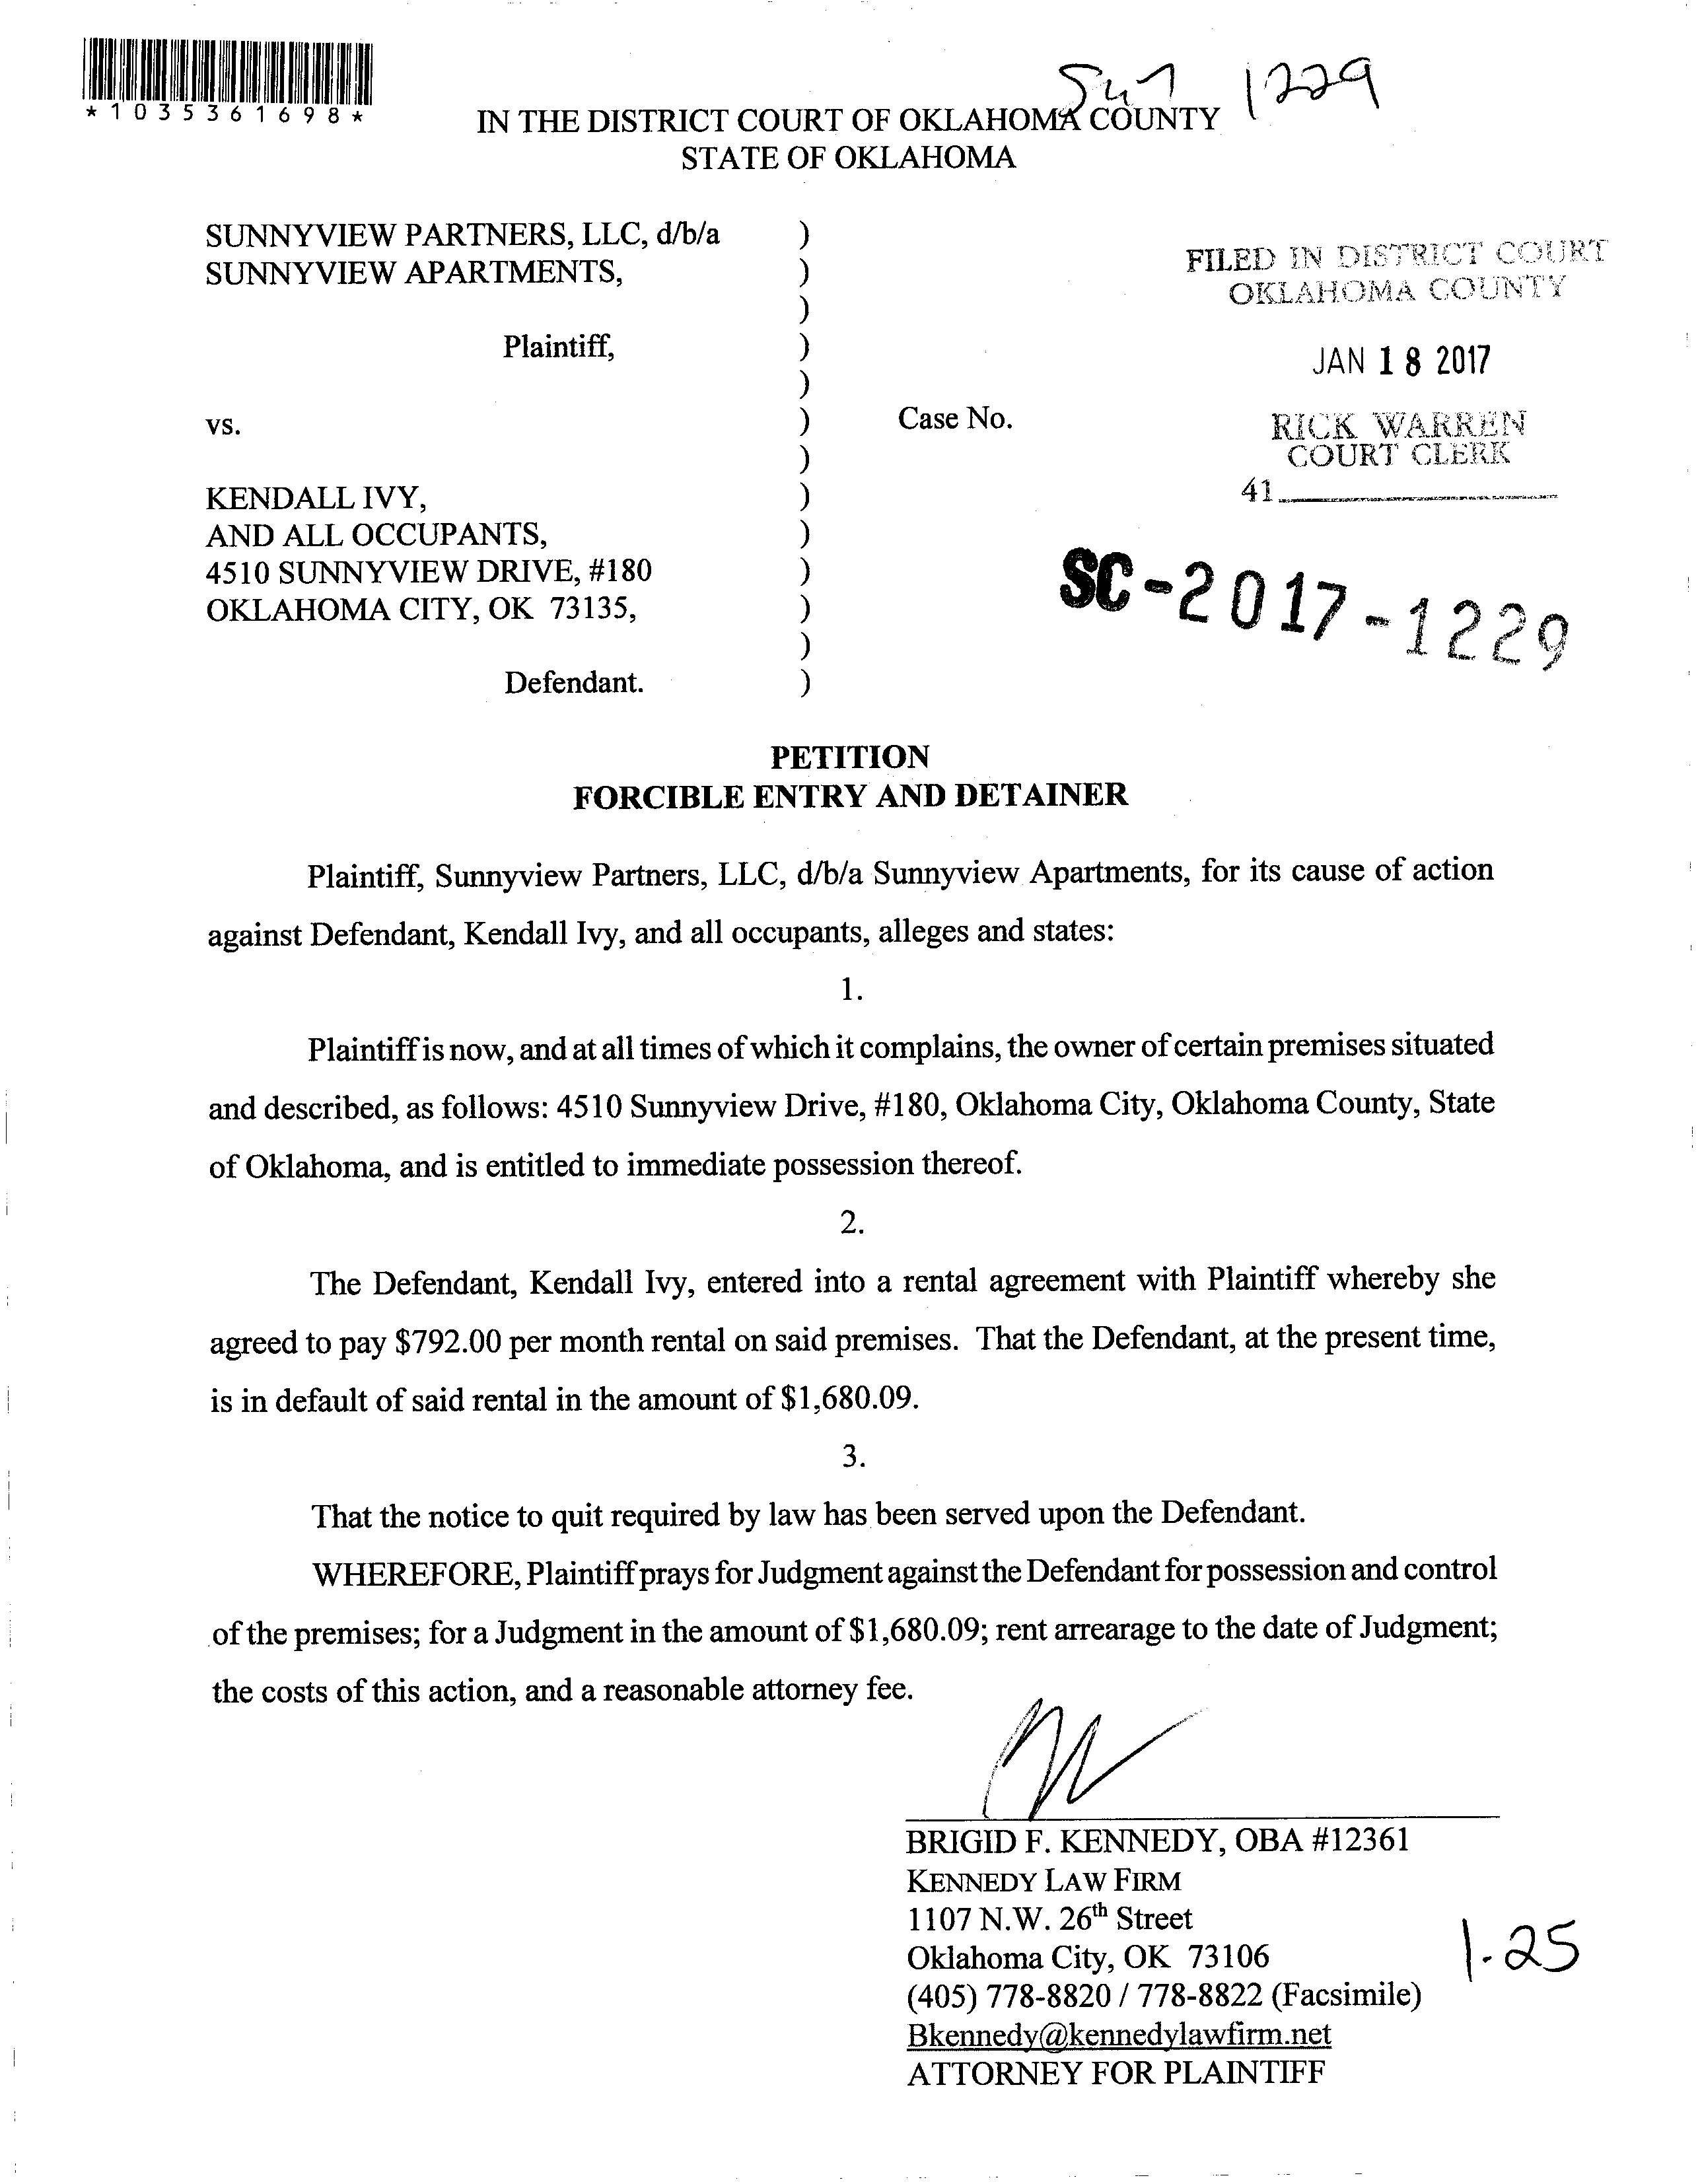 *1035361698*
1229
IN THE DISTRICT COURT OF OKLAHOMA COUNTY
STATE OF OKLAHOMA
SUNNYVIEW PARTNERS, LLC, d/b/a )
SUNNYVIEW APARTMENTS, )
)
Plaintiff, )
)
vs. )
)
KENDALL IVY, )
AND ALL OCCUPANTS, )
4510 SUNNYVIEW DRIVE, #180 )
OKLAHOMA CITY, OK 73135, )
)
Defendant. )
Case No.
FILED IN DISTRICT COURT
OKLAHOMA COUNTY
JAN 18 2017
RICK WARREN
COURT CLERK
41
SC-2017-1229
PETITION
FORCIBLE ENTRY AND DETAINER
Plaintiff, Sunnyview Partners, LLC, d/b/a Sunnyview Apartments, for its cause of action
against Defendant, Kendall Ivy, and all occupants, alleges and states:
1.
Plaintiff is now, and at all times of which it complains, the owner of certain premises situated
and described, as follows: 4510 Sunnyview Drive, #180, Oklahoma City, Oklahoma County, State
of Oklahoma, and is entitled to immediate possession thereof.
2.
The Defendant, Kendall Ivy, entered into a rental agreement with Plaintiff whereby she
agreed to pay $792.00 per month rental on said premises. That the Defendant, at the present time,
is in default of said rental in the amount of $1,680.09.
3.
That the notice to quit required by law has been served upon the Defendant.
WHEREFORE, Plaintiff prays for Judgment against the Defendant for possession and control
of the premises; for a Judgment in the amount of $1,680.09; rent arrearage to the date of Judgment;
the costs of this action, and a reasonable attorney fee.
BRIGID F. KENNEDY, OBA #12361
KENNEDY LAW FIRM
1107 N.W. 26th Street
Oklahoma City, OK 73106
(405) 778-8820 / 778-8822 (Facsimile)
Bkennedy@kennedylawfirm.net
ATTORNEY FOR PLAINTIFF
1-25